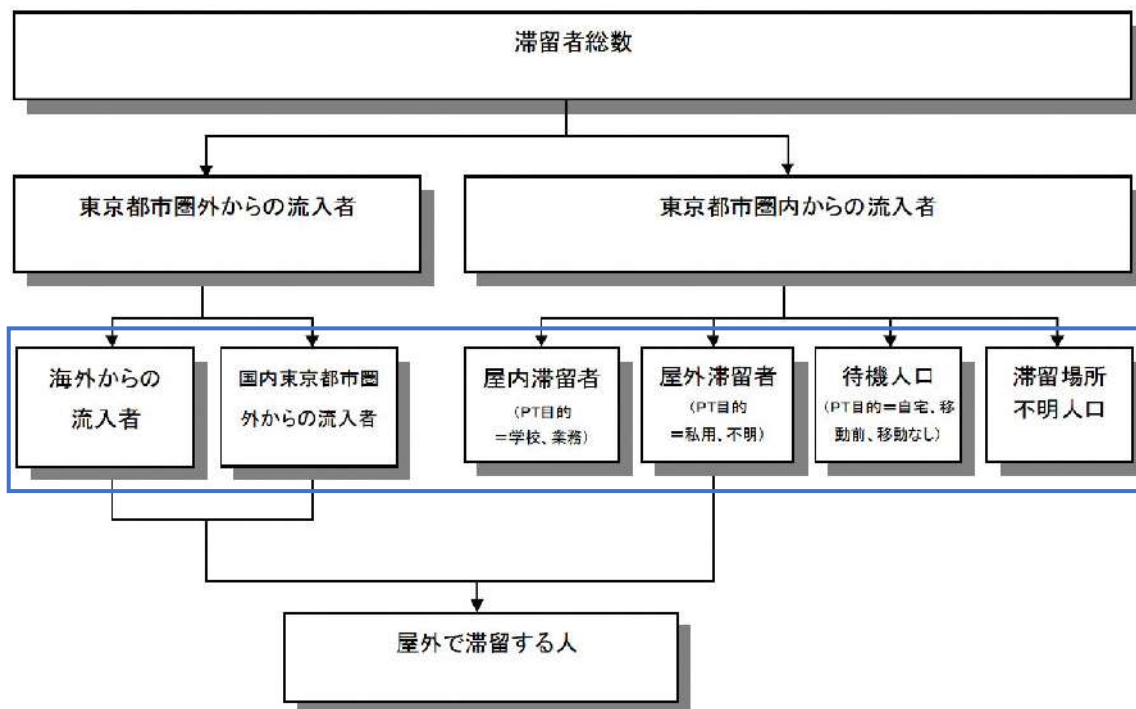 滞留者総数
東京都市圏外からの流入者
東京都市圏内からの流入者
海外からの
流入者
国内東京都市圏
外からの流入者
屋内滞留者
(PT目的
＝学校、業務)
屋外滞留者
(PT目的
＝私用、不明)
待機人口
(PT目的＝自宅、移
動前、移動なし)
滞留場所
不明人口
屋外で滞留する人